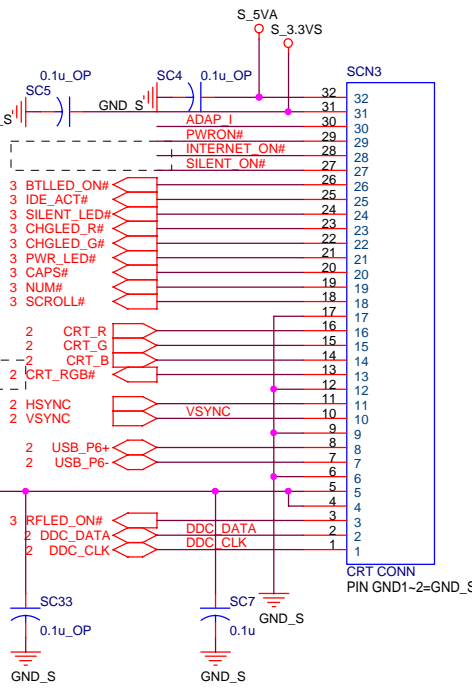 S_5VA
S_3.3VS
0.1u_OP SC4 0.1u_OP SCN3
SC5
32 32
GND_S 31 31
S ADAP_I 30 30
PWRON# 29 29
INTERNET_ON# 28 28
SILENT_ON# 27 27
3 BTLLED_ON# 26 26
3 IDE_ACT# 25 25
3 SILENT_LED# 24 24
3 CHGLED_R# 23 23
3 CHGLED_G# 22 22
3 PWR_LED# 21 21
3 CAPS# 20 20
3 NUM# 19 19
3 SCROLL# 18 18
17 17
2 CRT_R 16 16
2 CRT_G 15 15
2 CRT_B 14 14
2 CRT_RGB# 13 13
12 12
2 HSYNC 11 11
2 VSYNC VSYNC 10 10
9 9
2 USB_P6+ 8 8
2 USB_P6- 7 7
6 6
5 5
4 4
3 RFLED_ON# 3 3
2 DDC_DATA DDC_DATA 2 2
2 DDC_CLK DDC_CLK 1 1
CRT CONN
PIN GND1~2=GND_S
SC33 SC7
GND_S
0.1u_OP 0.1u
GND_S GND_S